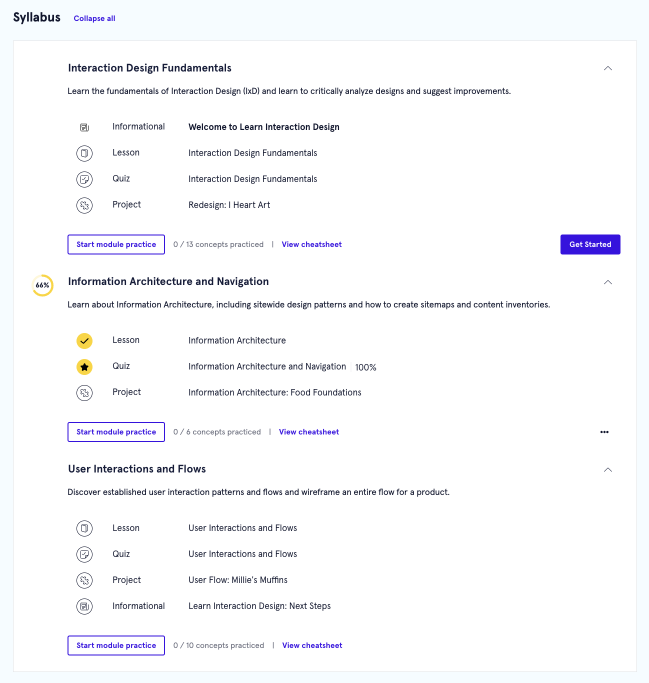 Syllabus Collapse all
Interaction Design Fundamentals
Learn the fundamentals of Interaction Design (IxD) and learn to critically analyze designs and suggest improvements.
Informational Welcome to Learn Interaction Design
Lesson Interaction Design Fundamentals
Quiz Interaction Design Fundamentals
Project Redesign: I Heart Art
Start module practice 0 / 13 concepts practiced | View cheatsheet Get Started
66% Information Architecture and Navigation
Learn about Information Architecture, including sitewide design patterns and how to create sitemaps and content inventories.
Lesson Information Architecture
Quiz Information Architecture and Navigation 100%
Project Information Architecture: Food Foundations
Start module practice 0 / 6 concepts practiced | View cheatsheet
User Interactions and Flows
Discover established user interaction patterns and flows and wireframe an entire flow for a product.
Lesson User Interactions and Flows
Quiz User Interactions and Flows
Project User Flow: Millie's Muffins
Informational Learn Interaction Design: Next Steps
Start module practice 0 / 10 concepts practiced | View cheatsheet